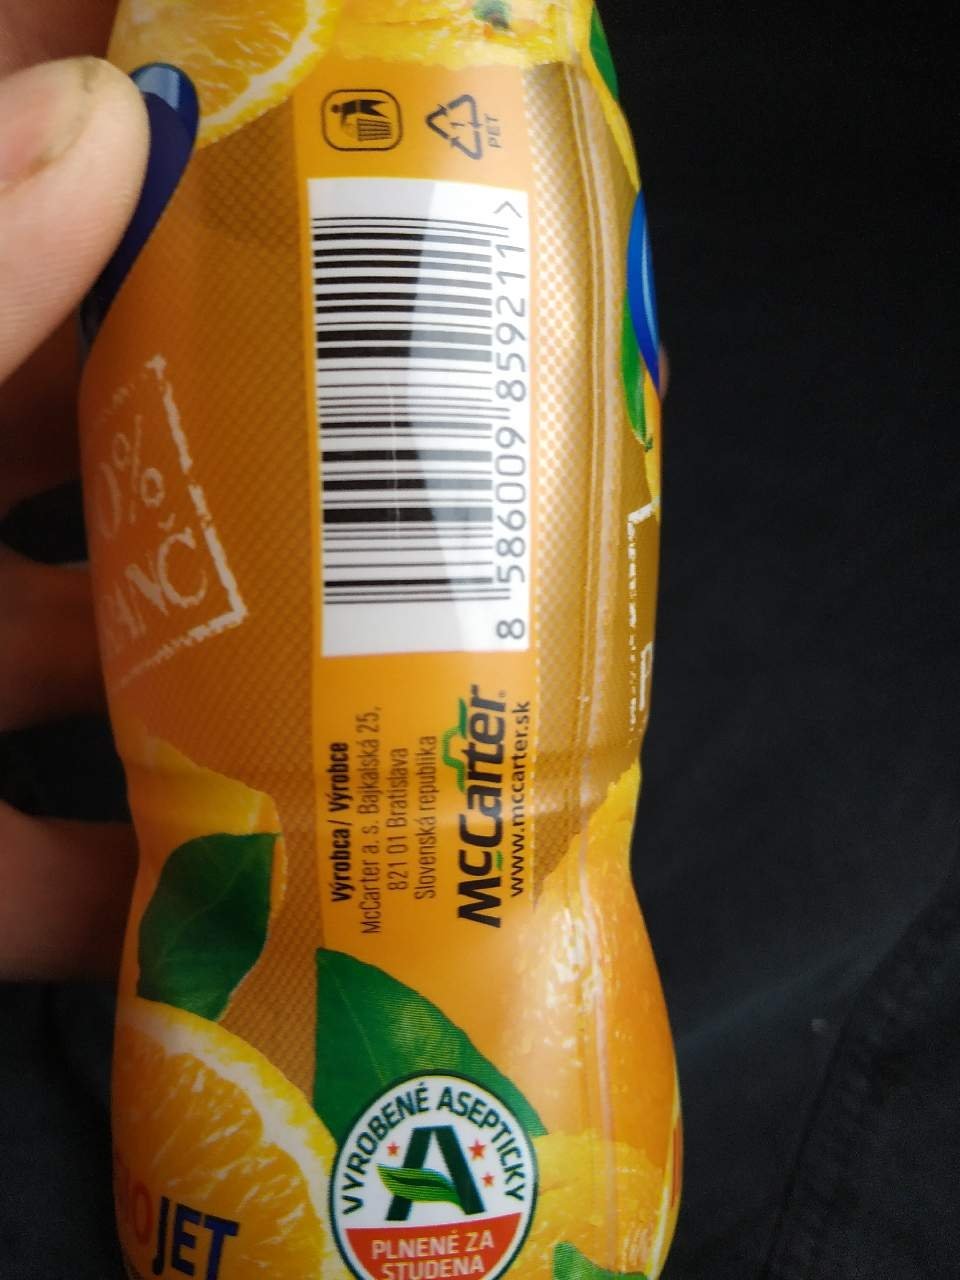 1
PET
8 586009 859211 >
Výrobca/ Výrobce
McCarter a. s. Bajkalská 25,
821 01 Bratislava
Slovenská republika
McCarter
www.mccarter.sk
VYROBENÉ ASEPTICKY
A
PLNENÉ ZA
STUDENA
JET